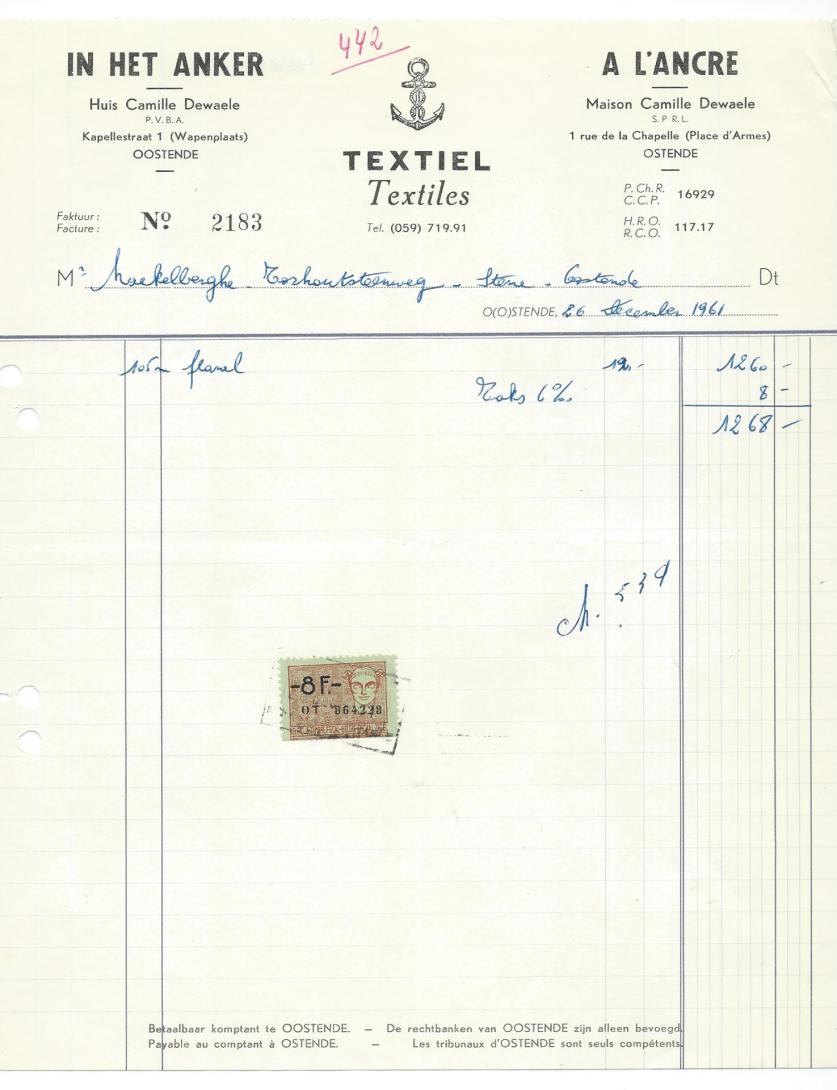 442
IN HET ANKER
Huis Camille Dewaele
P.V.B.A.
Kapellestraat 1 (Wapenplaats)
OOSTENDE
A L'ANCRE
Maison Camille Dewaele
S.P R.L.
1 rue de la Chapelle (Place d'Armes)
OSTENDE
TEXTIEL
Textiles
Tel. (059) 719.91
P. Ch. R.
C. C. P. 16929
H. R. O.
R. C. O. 117.17
Faktuur :
Facture : Nº 2183
Mr Maekelberghe Torhoutsteenweg - Stene - Oostende Dt
O(O)STENDE, 26 December 1961
105m flanel 12,- 1260 -
Taks 6‰ 8 -
1268 -
539
-8 F.-
OT 864228
Betaalbaar komptant te OOSTENDE. — De rechtbanken van OOSTENDE zijn alleen bevoegd.
Payable au comptant à OSTENDE. — Les tribunaux d'OSTENDE sont seuls compétents.